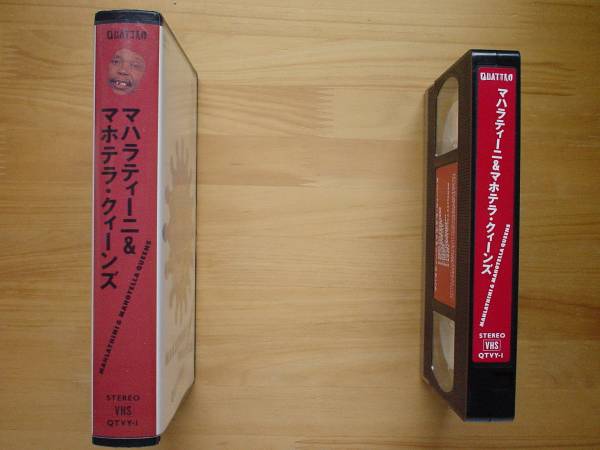 QUATTRO
マハラティーニ&
マホテラ・クィーンズ
MAHLATHINI & MAHOTELLA QUEENS
STEREO
VHS
QTVY-1
QUATTRO
マハラティーニ&マホテラ・クィーンズ
MAHLATHINI & MAHOTELLA QUEENS
STEREO
VHS
QTVY-1